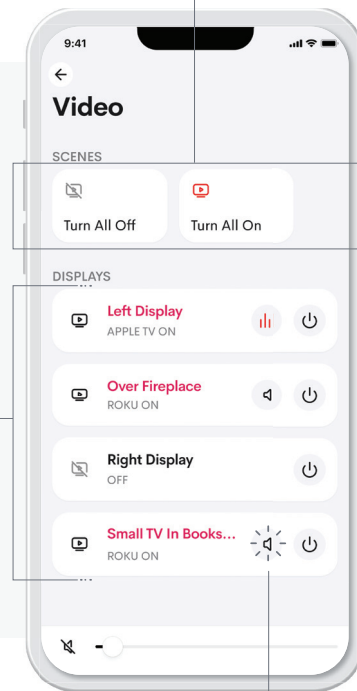 9:41
Video
SCENES
Turn All Off
Turn All On
DISPLAYS
Left Display
APPLE TV ON
Over Fireplace
ROKU ON
Right Display
OFF
Small TV In Books...
ROKU ON